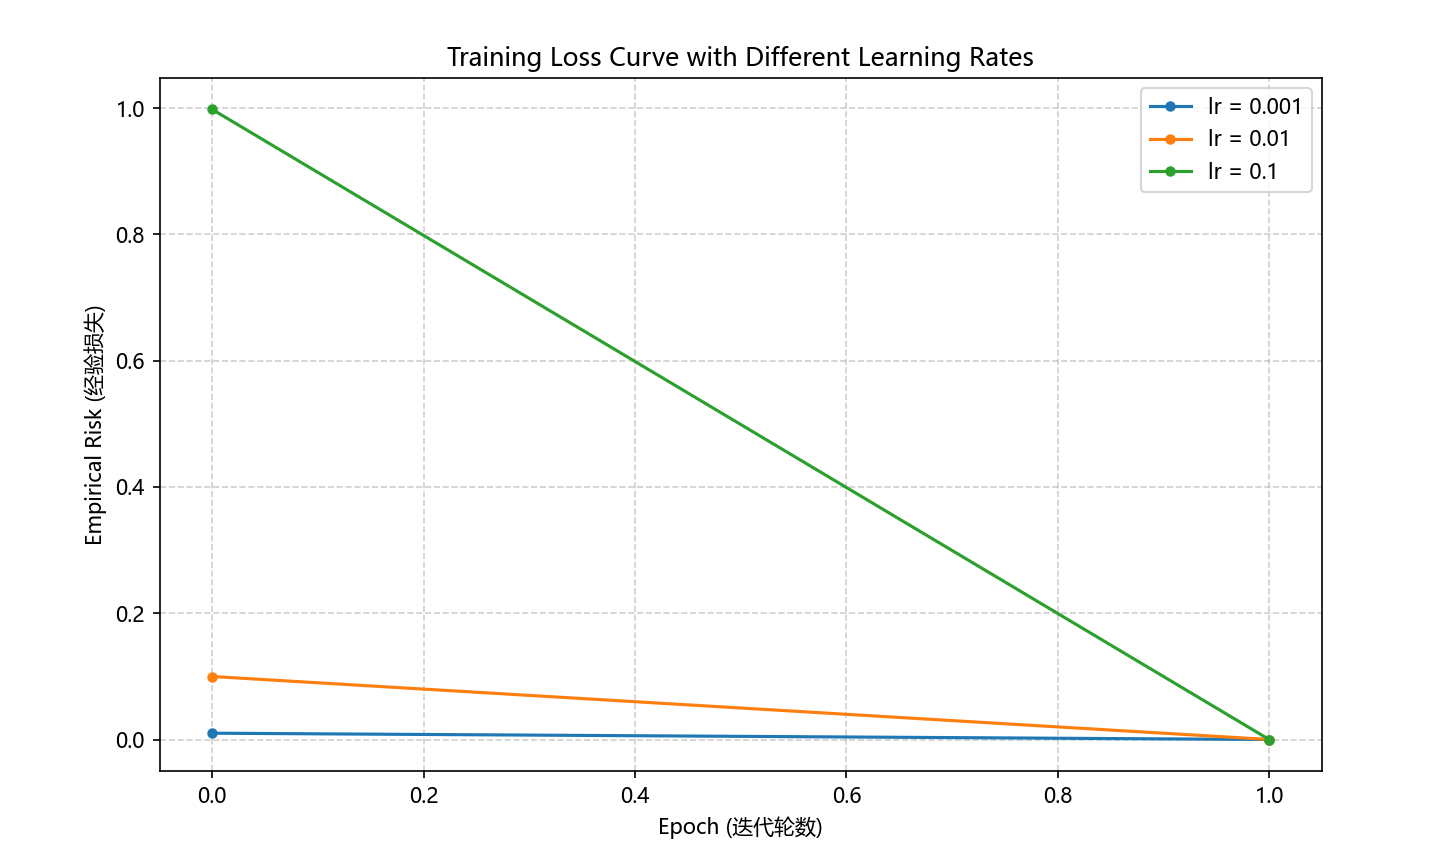 Training Loss Curve with Different Learning Rates
lr = 0.001
lr = 0.01
lr = 0.1
1.0
0.8
0.6
0.4
0.2
0.0
Empirical Risk (经验损失)
0.0 0.2 0.4 0.6 0.8 1.0
Epoch (迭代轮数)